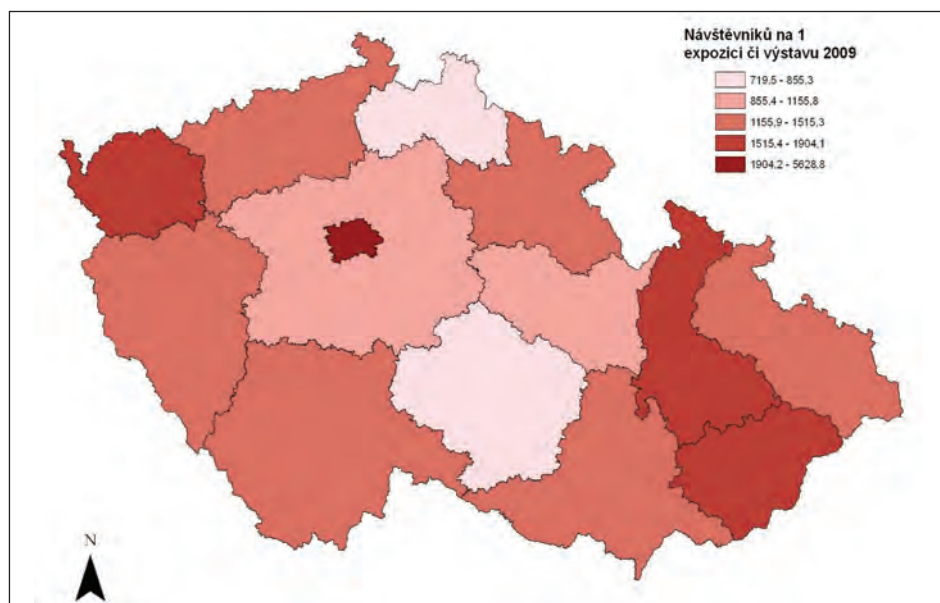 Návštěvníků na 1
expozici či výstavu 2009
719,5 - 855,3
855,4 - 1155,8
1155,9 - 1515,3
1515,4 - 1904,1
1904,2 - 5628,8
N